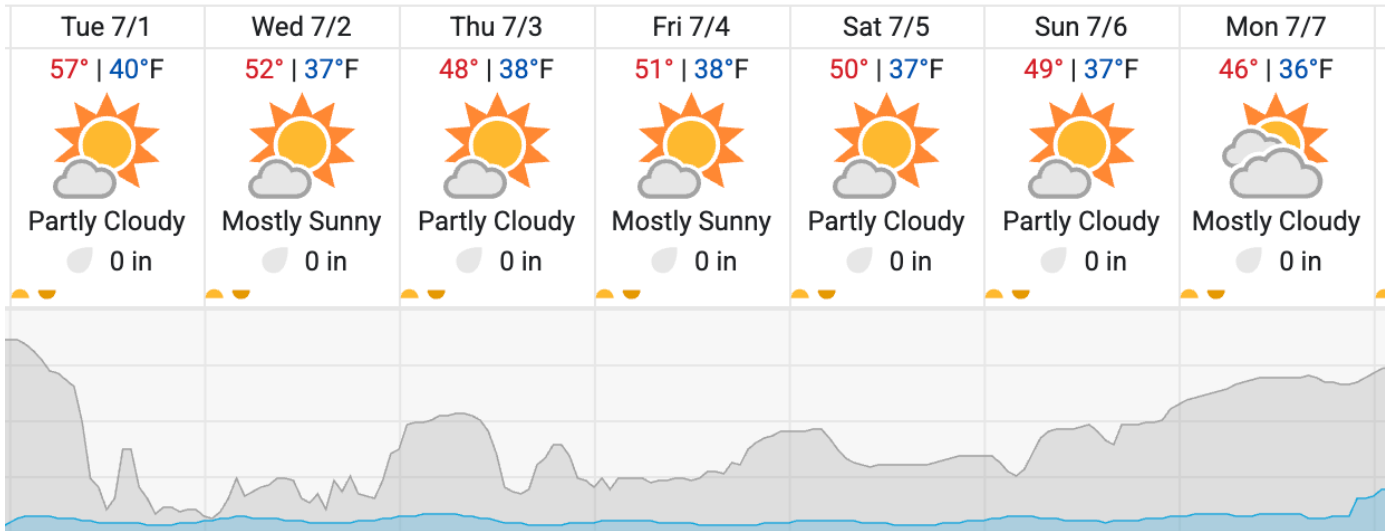 Tue 7/1 Wed 7/2 Thu 7/3 Fri 7/4 Sat 7/5 Sun 7/6 Mon 7/7
57° | 40°F 52° | 37°F 48° | 38°F 51° | 38°F 50° | 37°F 49° | 37°F 46° | 36°F
Partly Cloudy Mostly Sunny Partly Cloudy Mostly Sunny Partly Cloudy Partly Cloudy Mostly Cloudy
0 in 0 in 0 in 0 in 0 in 0 in 0 in